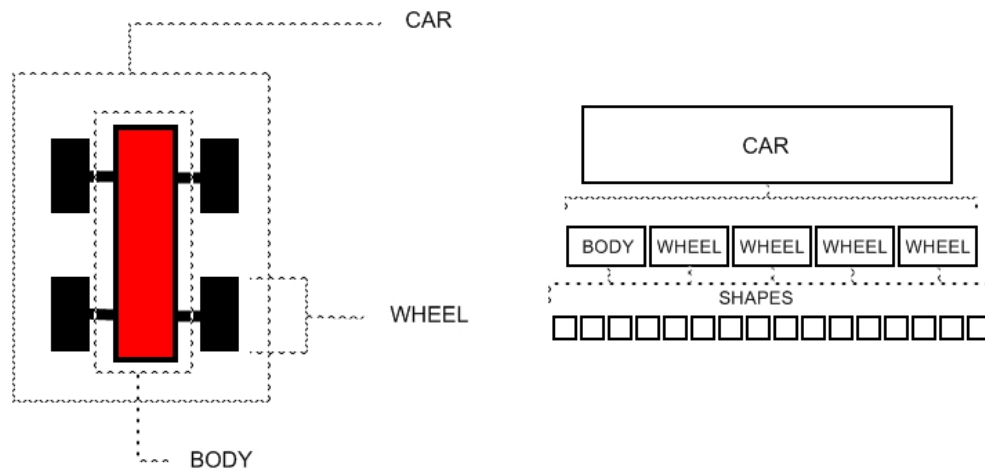 CAR
WHEEL
BODY
CAR
BODY WHEEL WHEEL WHEEL WHEEL
SHAPES